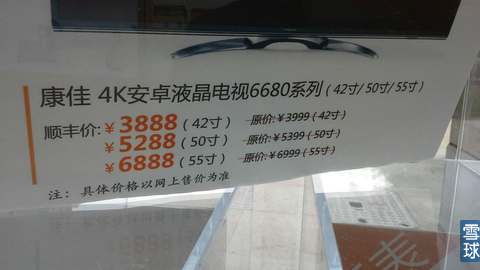 康佳 4K安卓液晶电视6680系列(42寸/50寸/55寸)
顺丰价:¥3888(42寸) 原价:¥3999(42寸)
¥5288(50寸) 原价:¥5399(50寸)
¥6888(55寸) 原价:¥6999(55寸)
注:具体价格以网上售价为准
雪球